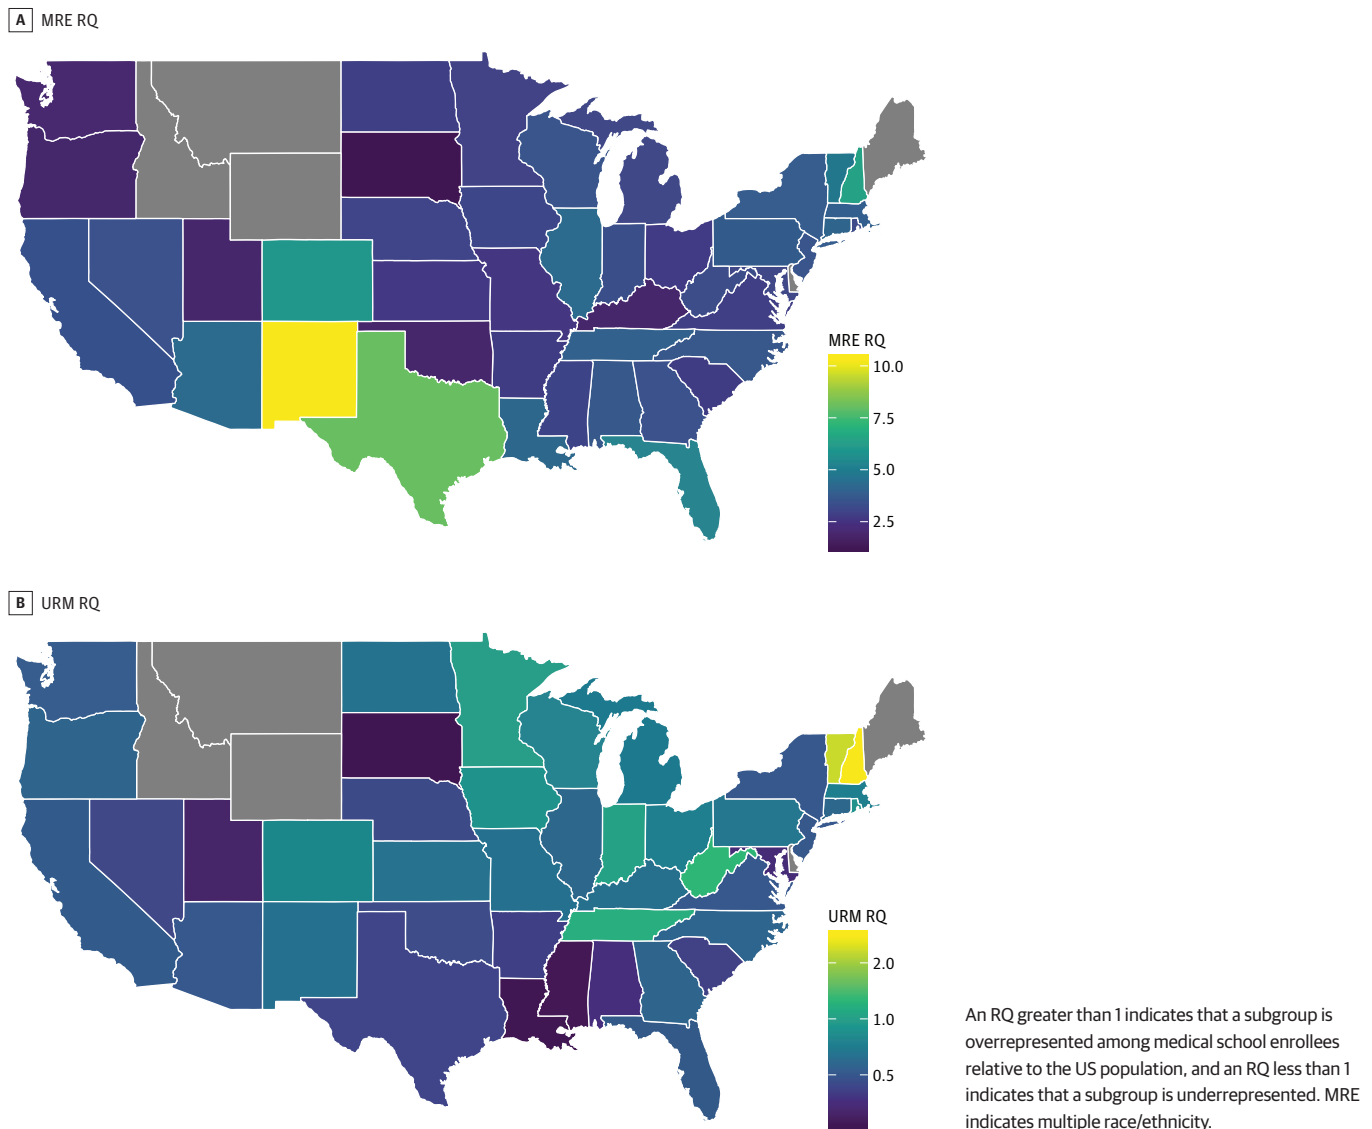 A MRE RQ
MRE RQ
10.0
7.5
5.0
2.5
B URM RQ
URM RQ
2.0
1.0
0.5
An RQ greater than 1 indicates that a subgroup is
overrepresented among medical school enrollees
relative to the US population, and an RQ less than 1
indicates that a subgroup is underrepresented. MRE
indicates multiple race/ethnicity.